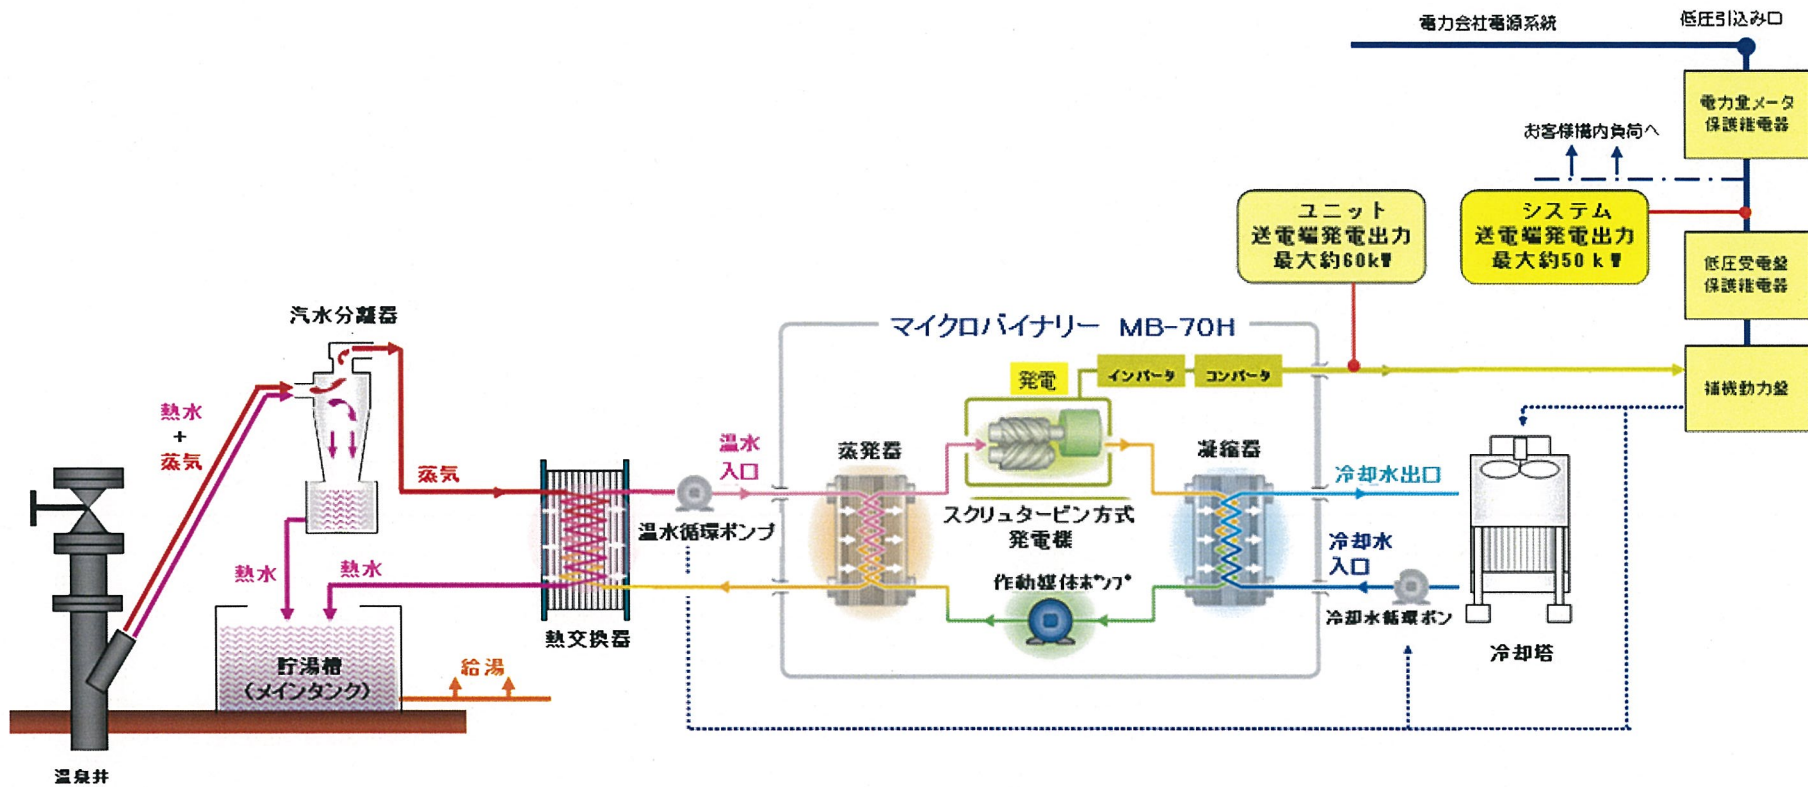 電力会社電源系統
低圧引込み口
電力量メータ
保護継電器
お客様構内負荷へ
ユニット
送電端発電出力
最大約60kW
システム
送電端発電出力
最大約50kW
低圧受電盤
保護継電器
補機動力盤
汽水分離器
マイクロバイナリー MB-70H
発電
インバータ
コンバータ
熱水
+
蒸気
蒸気
温水
入口
蒸発器
凝縮器
冷却水出口
温水循環ポンプ
スクリュタービン方式
発電機
冷却水
入口
熱水
熱水
作動媒体ポンプ
冷却水循環ポン
熱交換器
冷却塔
貯湯槽
(メインタンク)
給湯
温泉井